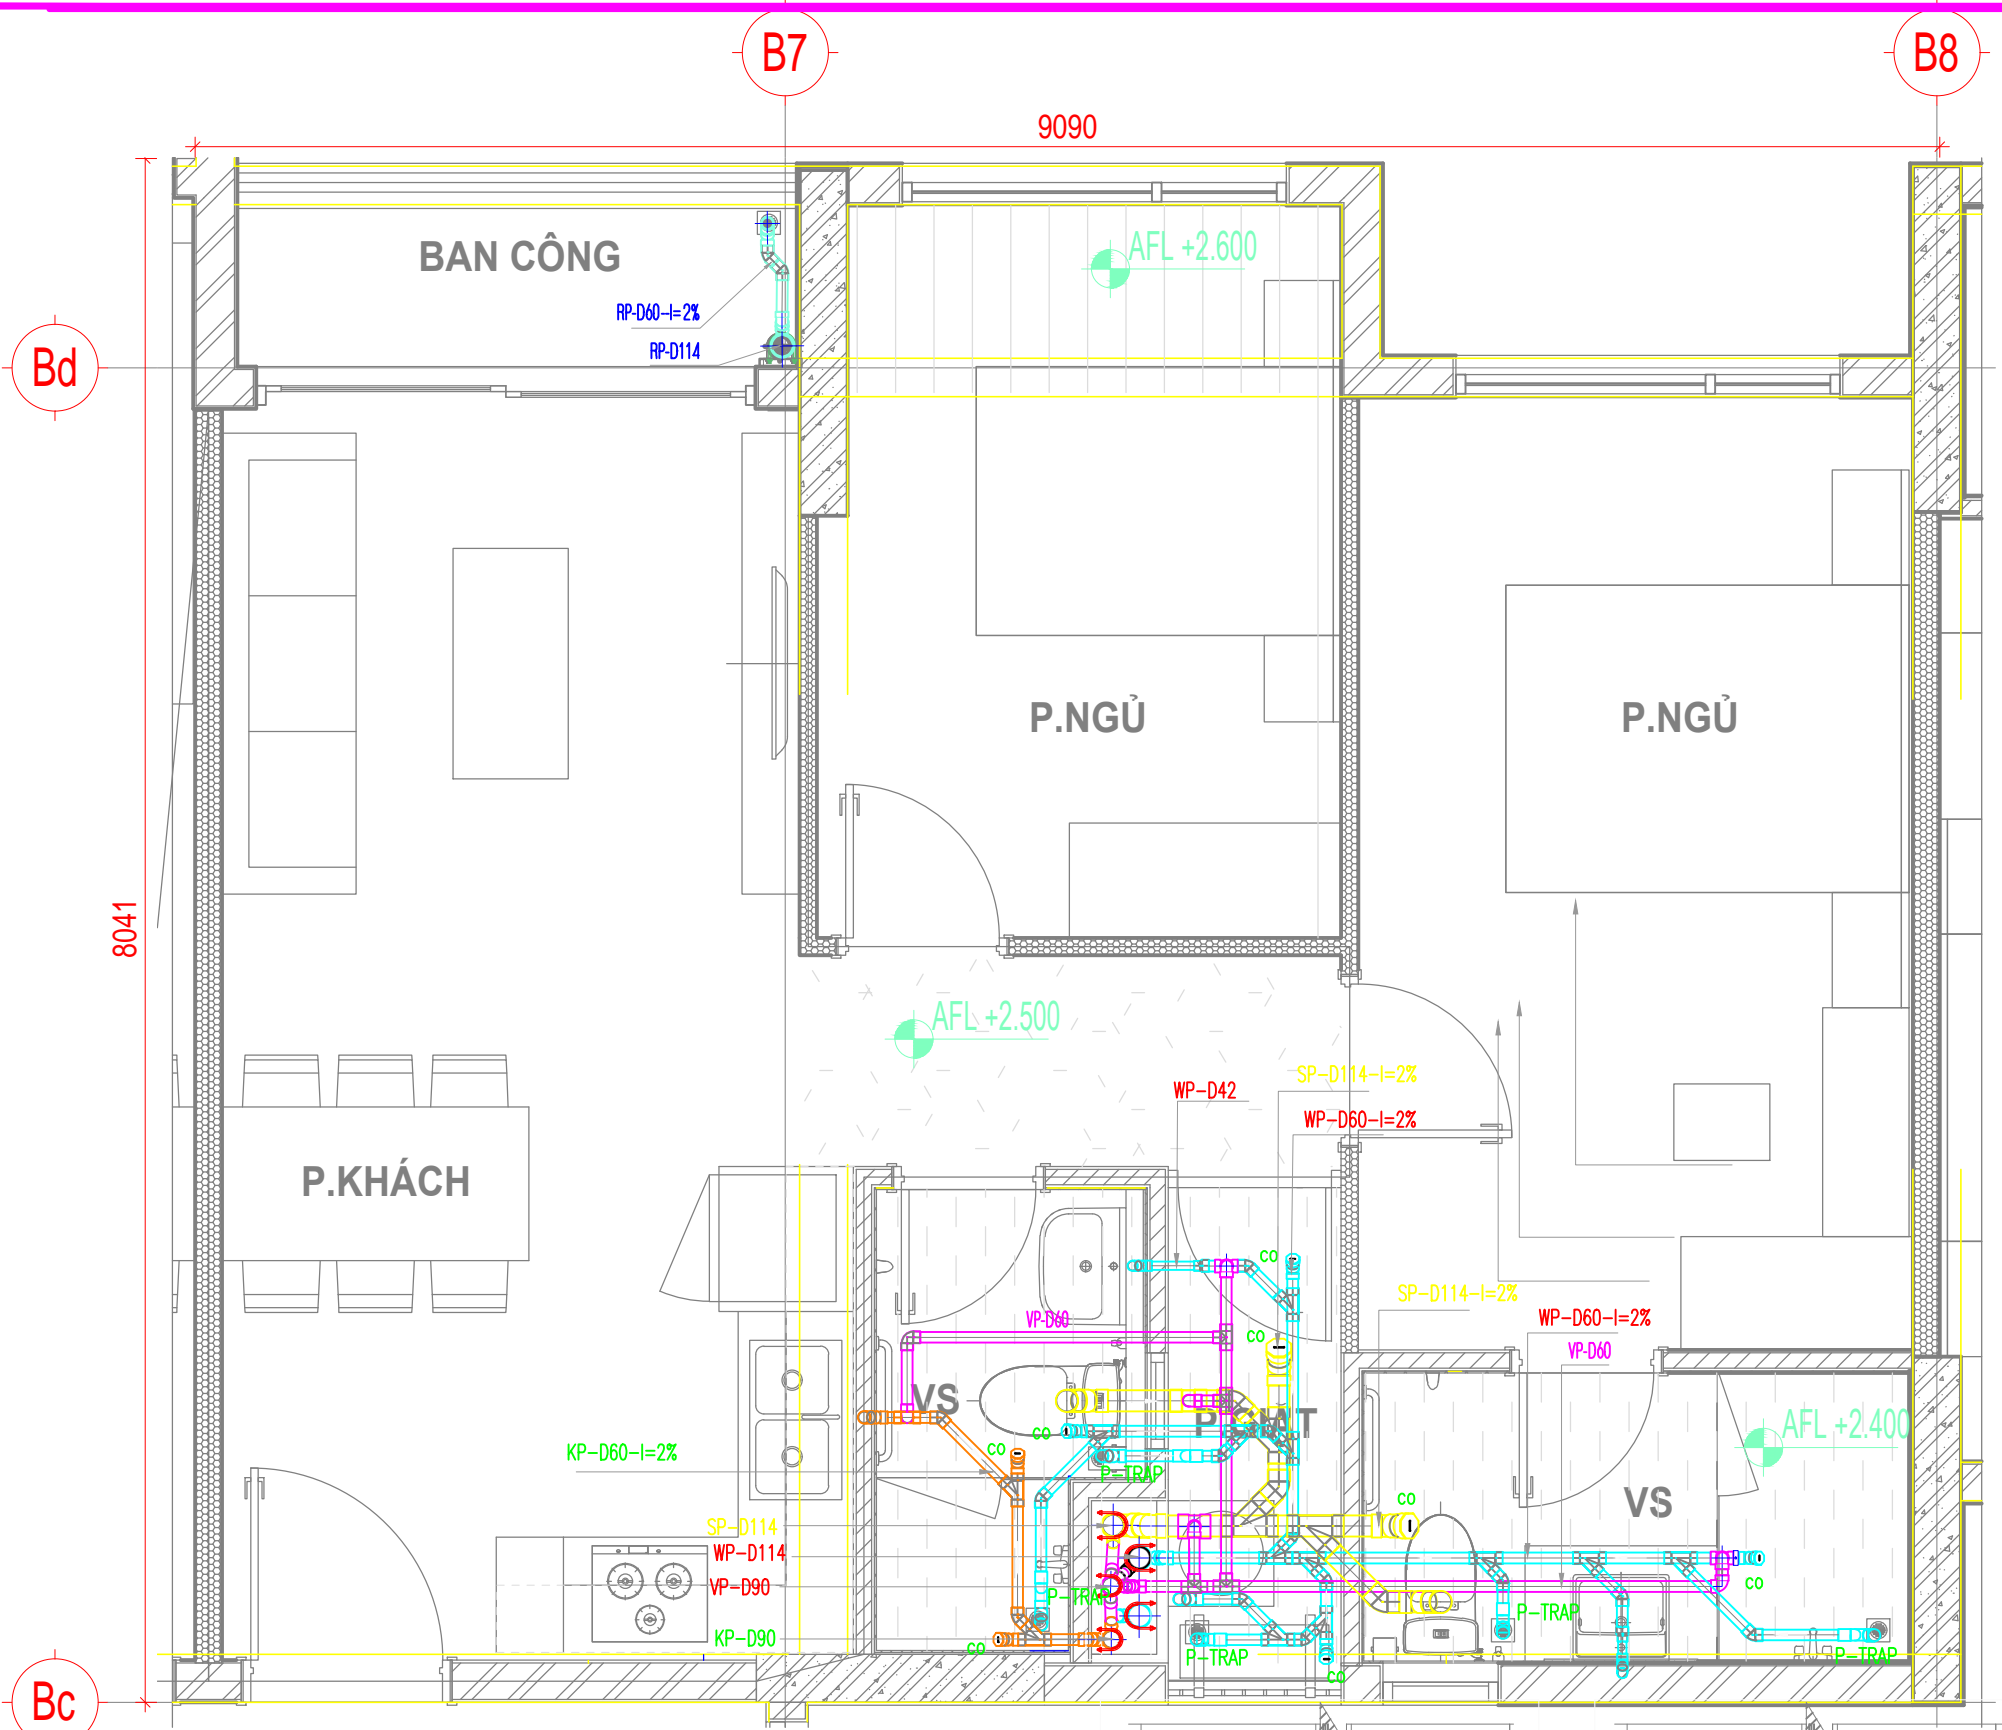 B7
B8
9090
BAN CÔNG
AFL +2.600
RP-D60-I=2%
RP-D114
Bd
P.NGỦ
P.NGỦ
8041
AFL +2.500
SP-D114-I=2%
WP-D42
WP-D60-I=2%
P.KHÁCH
CO
SP-D114-I=2%
WP-D60-I=2%
VP-D60
CO
VP-D60
VS
AFL +2.400
CO
CO
KP-D60-I=2%
P-TRAP
CO
VS
SP-D114
WP-D114
VP-D90
CO
P-TRAP
P-TRAP
KP-D90
CO
P-TRAP
P-TRAP
CO
Bc